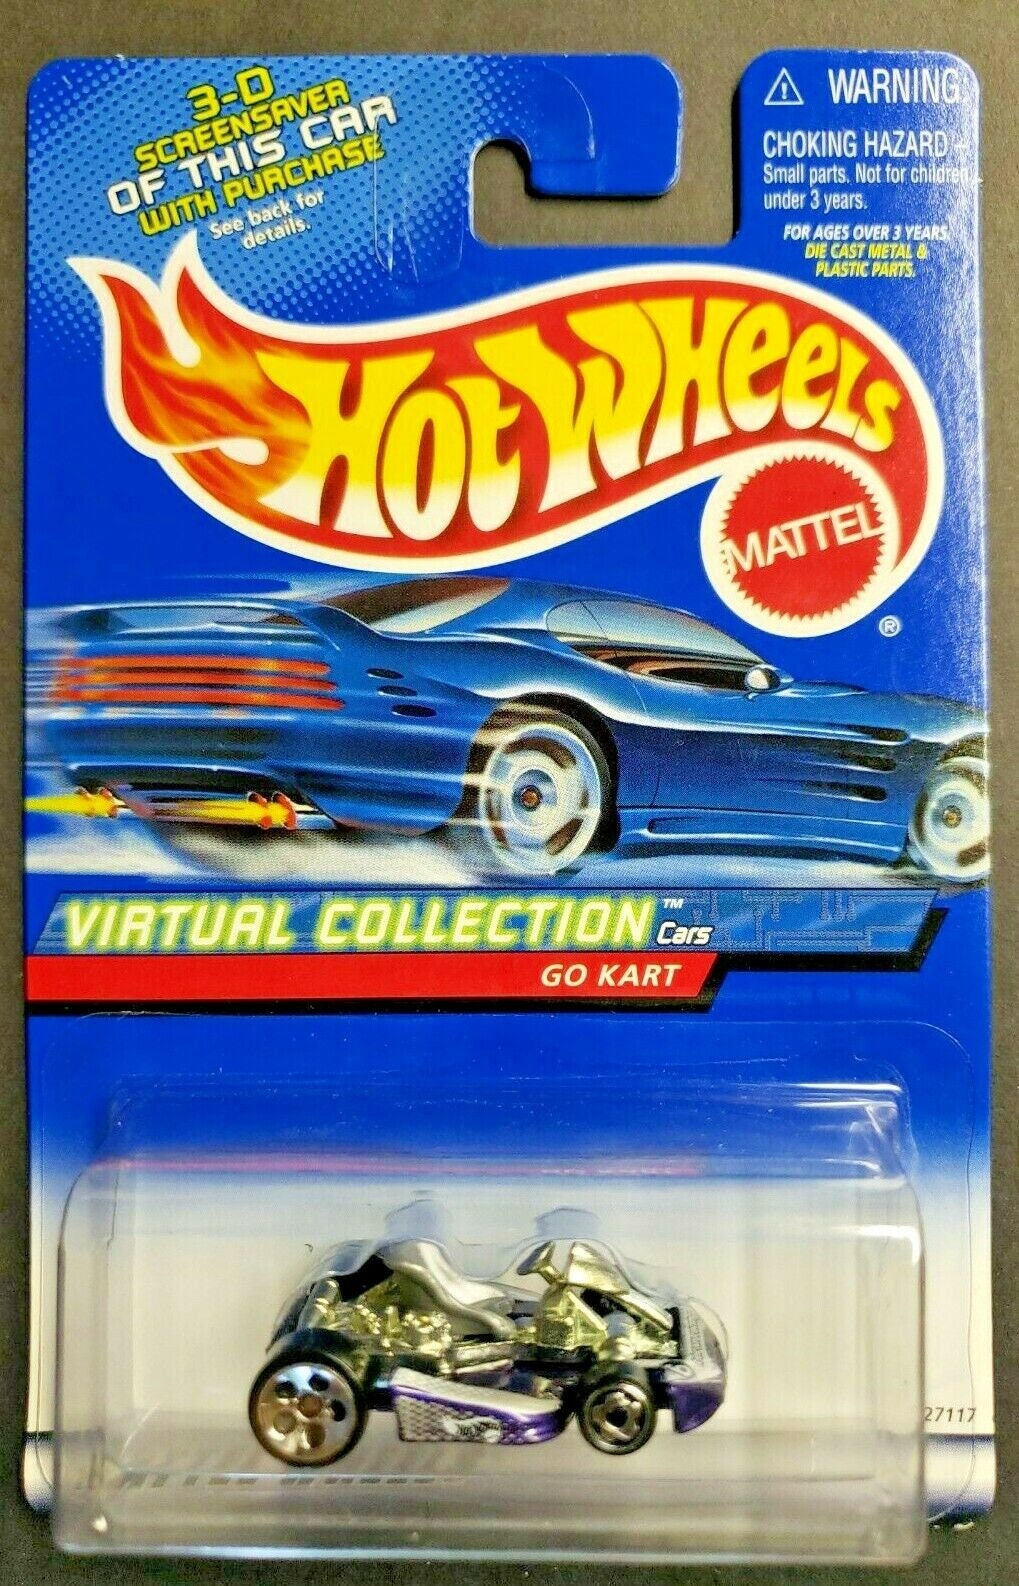 3-D
SCREENSAVER
OF THIS CAR
WITH PURCHASE
See back for
details.
WARNING
CHOKING HAZARD -
Small parts. Not for children
under 3 years.
FOR AGES OVER 3 YEARS
DIE CAST METAL &
PLASTIC PARTS.
HOT WHEELS
MATTEL
®
VIRTUAL COLLECTION™
Cars
GO KART
27117